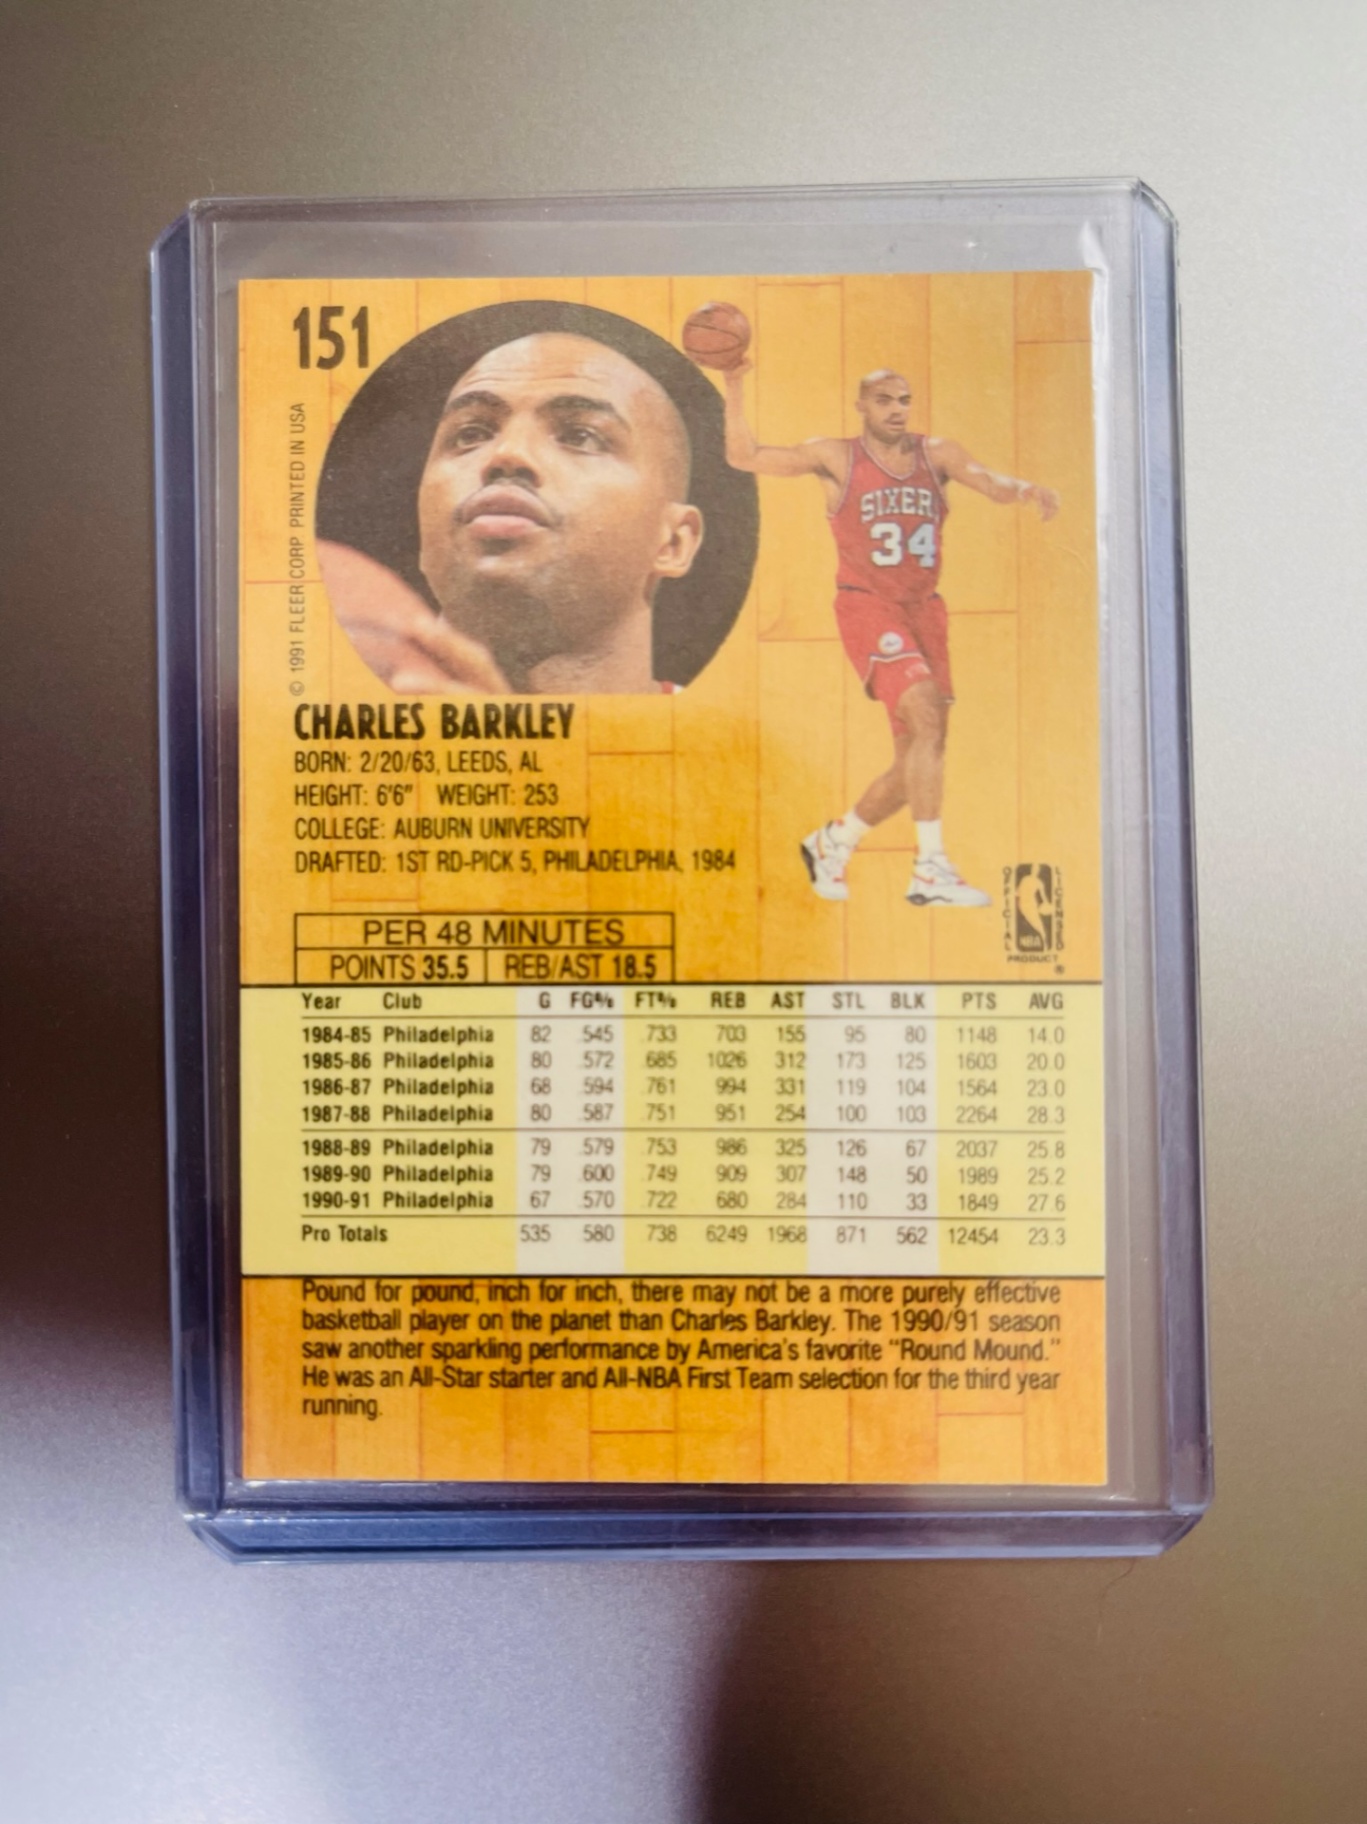 151
© 1991 FLEER CORP PRINTED IN USA
SIXER
34
CHARLES BARKLEY
BORN: 2/20/63, LEEDS, AL
HEIGHT: 6'6" WEIGHT: 253
COLLEGE: AUBURN UNIVERSITY
DRAFTED: 1ST RD-PICK 5, PHILADELPHIA, 1984
OFFICIAL LICENSED
NBA
PRODUCT
®
PER 48 MINUTES
POINTS 35.5 REB/AST 18.5
Year Club G FG% FT% REB AST STL BLK PTS AVG
1984-85 Philadelphia 82 .545 .733 703 155 95 80 1148 14.0
1985-86 Philadelphia 80 .572 .685 1026 312 173 125 1603 20.0
1986-87 Philadelphia 68 .594 .761 994 331 119 104 1564 23.0
1987-88 Philadelphia 80 .587 .751 951 254 100 103 2264 28.3
1988-89 Philadelphia 79 .579 .753 986 325 126 67 2037 25.8
1989-90 Philadelphia 79 .600 .749 909 307 148 50 1989 25.2
1990-91 Philadelphia 67 .570 .722 680 284 110 33 1849 27.6
Pro Totals 535 .580 .738 6249 1968 871 562 12454 23.3
Pound for pound, inch for inch, there may not be a more purely effective
basketball player on the planet than Charles Barkley. The 1990/91 season
saw another sparkling performance by America's favorite "Round Mound."
He was an All-Star starter and All-NBA First Team selection for the third year
running.